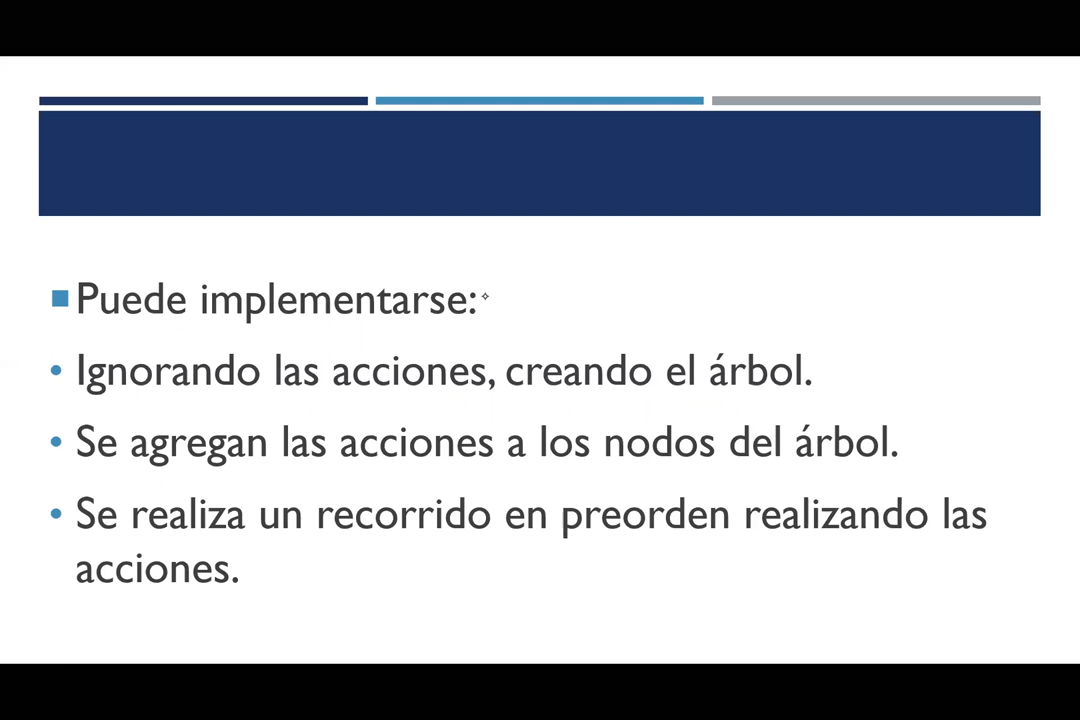 Puede implementarse:
Ignorando las acciones, creando el árbol.
Se agregan las acciones a los nodos del árbol.
Se realiza un recorrido en preorden realizando las
acciones.